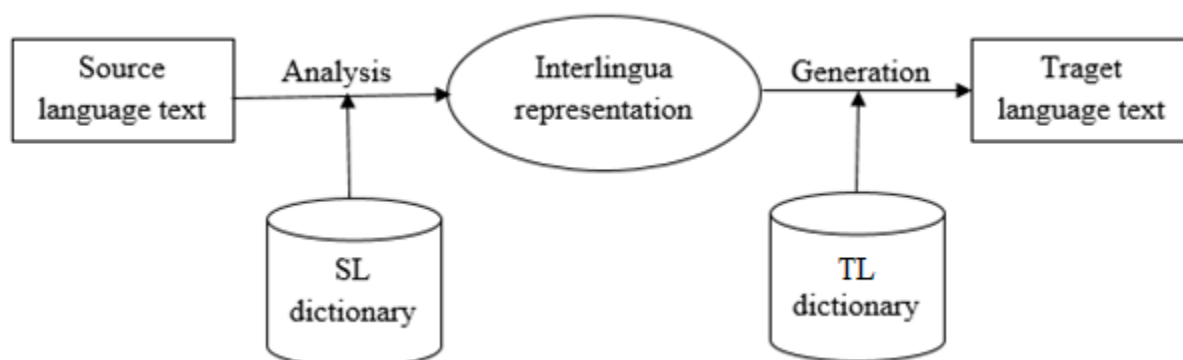 Source
language text
Analysis
Interlingua
representation
Generation
Traget
language text
SL
dictionary
TL
dictionary